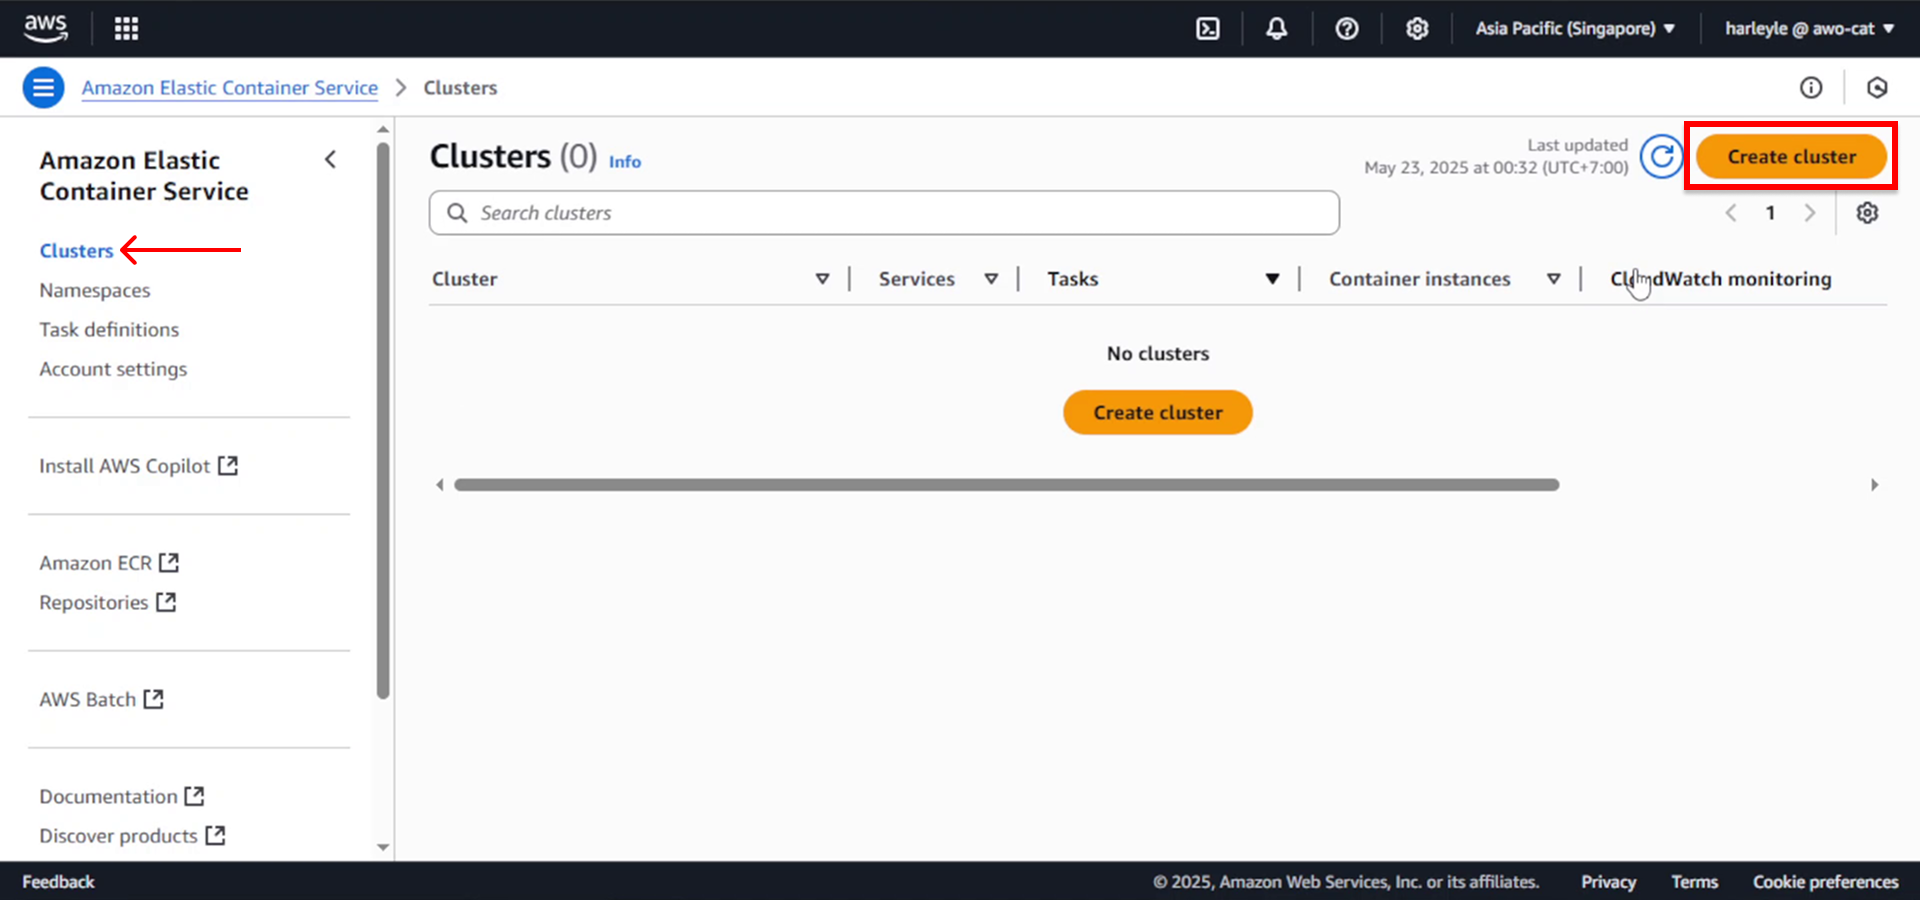 aws
Asia Pacific (Singapore)
harleyle @ awo-cat
Amazon Elastic Container Service
Clusters
Amazon Elastic
Container Service
Clusters
Namespaces
Task definitions
Account settings
Install AWS Copilot
Amazon ECR
Repositories
AWS Batch
Documentation
Discover products
Clusters (0) Info
Last updated
May 23, 2025 at 00:32 (UTC+7:00)
Create cluster
Search clusters
1
Cluster Services Tasks Container instances CloudWatch monitoring
No clusters
Create cluster
Feedback
© 2025, Amazon Web Services, Inc. or its affiliates. Privacy Terms Cookie preferences